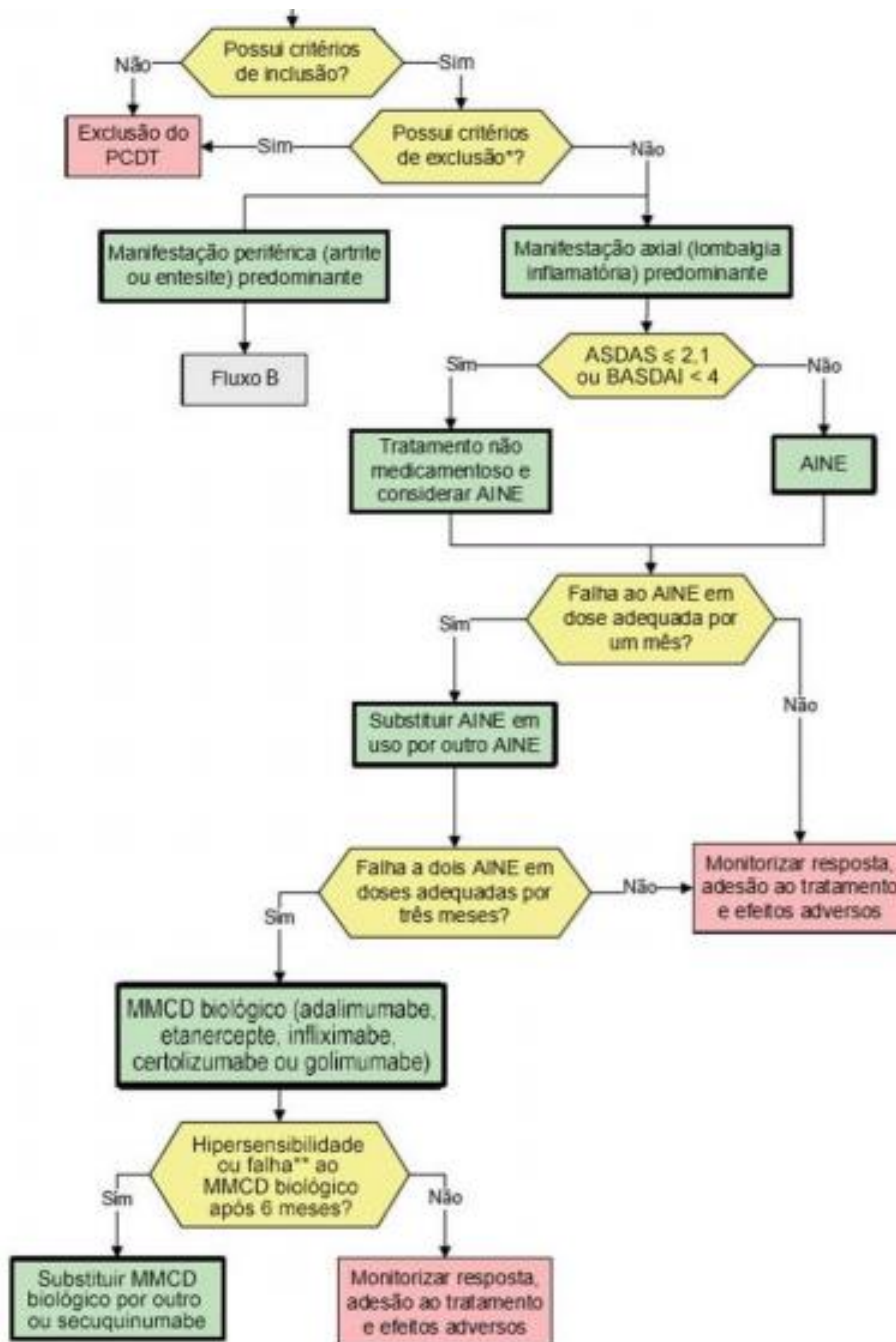 Possui critérios
de inclusão?
Não
Sim
Exclusão do
PCDT
Sim
Possui critérios
de exclusão*?
Não
Manifestação periférica (artrite
ou entesite) predominante
Manifestação axial (lombalgia
inflamatória) predominante
Fluxo B
Sim
ASDAS ⩽ 2,1
ou BASDAI < 4
Não
Tratamento não
medicamentoso e
considerar AINE
AINE
Falha ao AINE em
dose adequada por
um mês?
Sim
Não
Substituir AINE em
uso por outro AINE
Falha a dois AINE em
doses adequadas por
três meses?
Não
Sim
Monitorizar resposta,
adesão ao tratamento
e efeitos adversos
MMCD biológico (adalimumabe,
etanercepte, infliximabe,
certolizumabe ou golimumabe)
Hipersensibilidade
ou falha** ao
MMCD biológico
após 6 meses?
Sim
Não
Substituir MMCD
biológico por outro
ou secuquinumabe
Monitorizar resposta,
adesão ao tratamento
e efeitos adversos